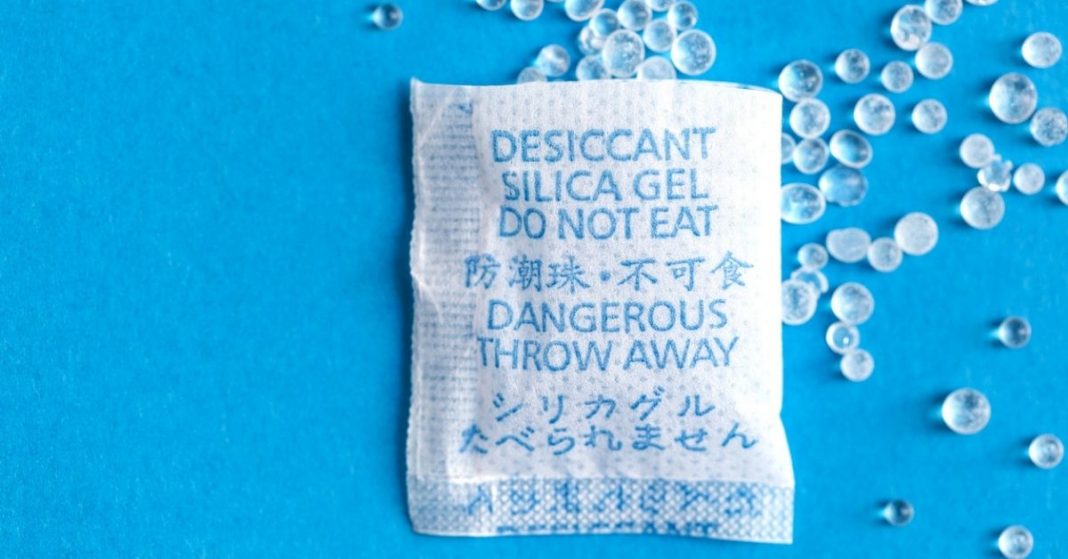 DESICCANT
SILICA GEL
DO NOT EAT
防潮珠・不可食
DANGEROUS
THROW AWAY
シリカゲル
たべられません
DESICCANT